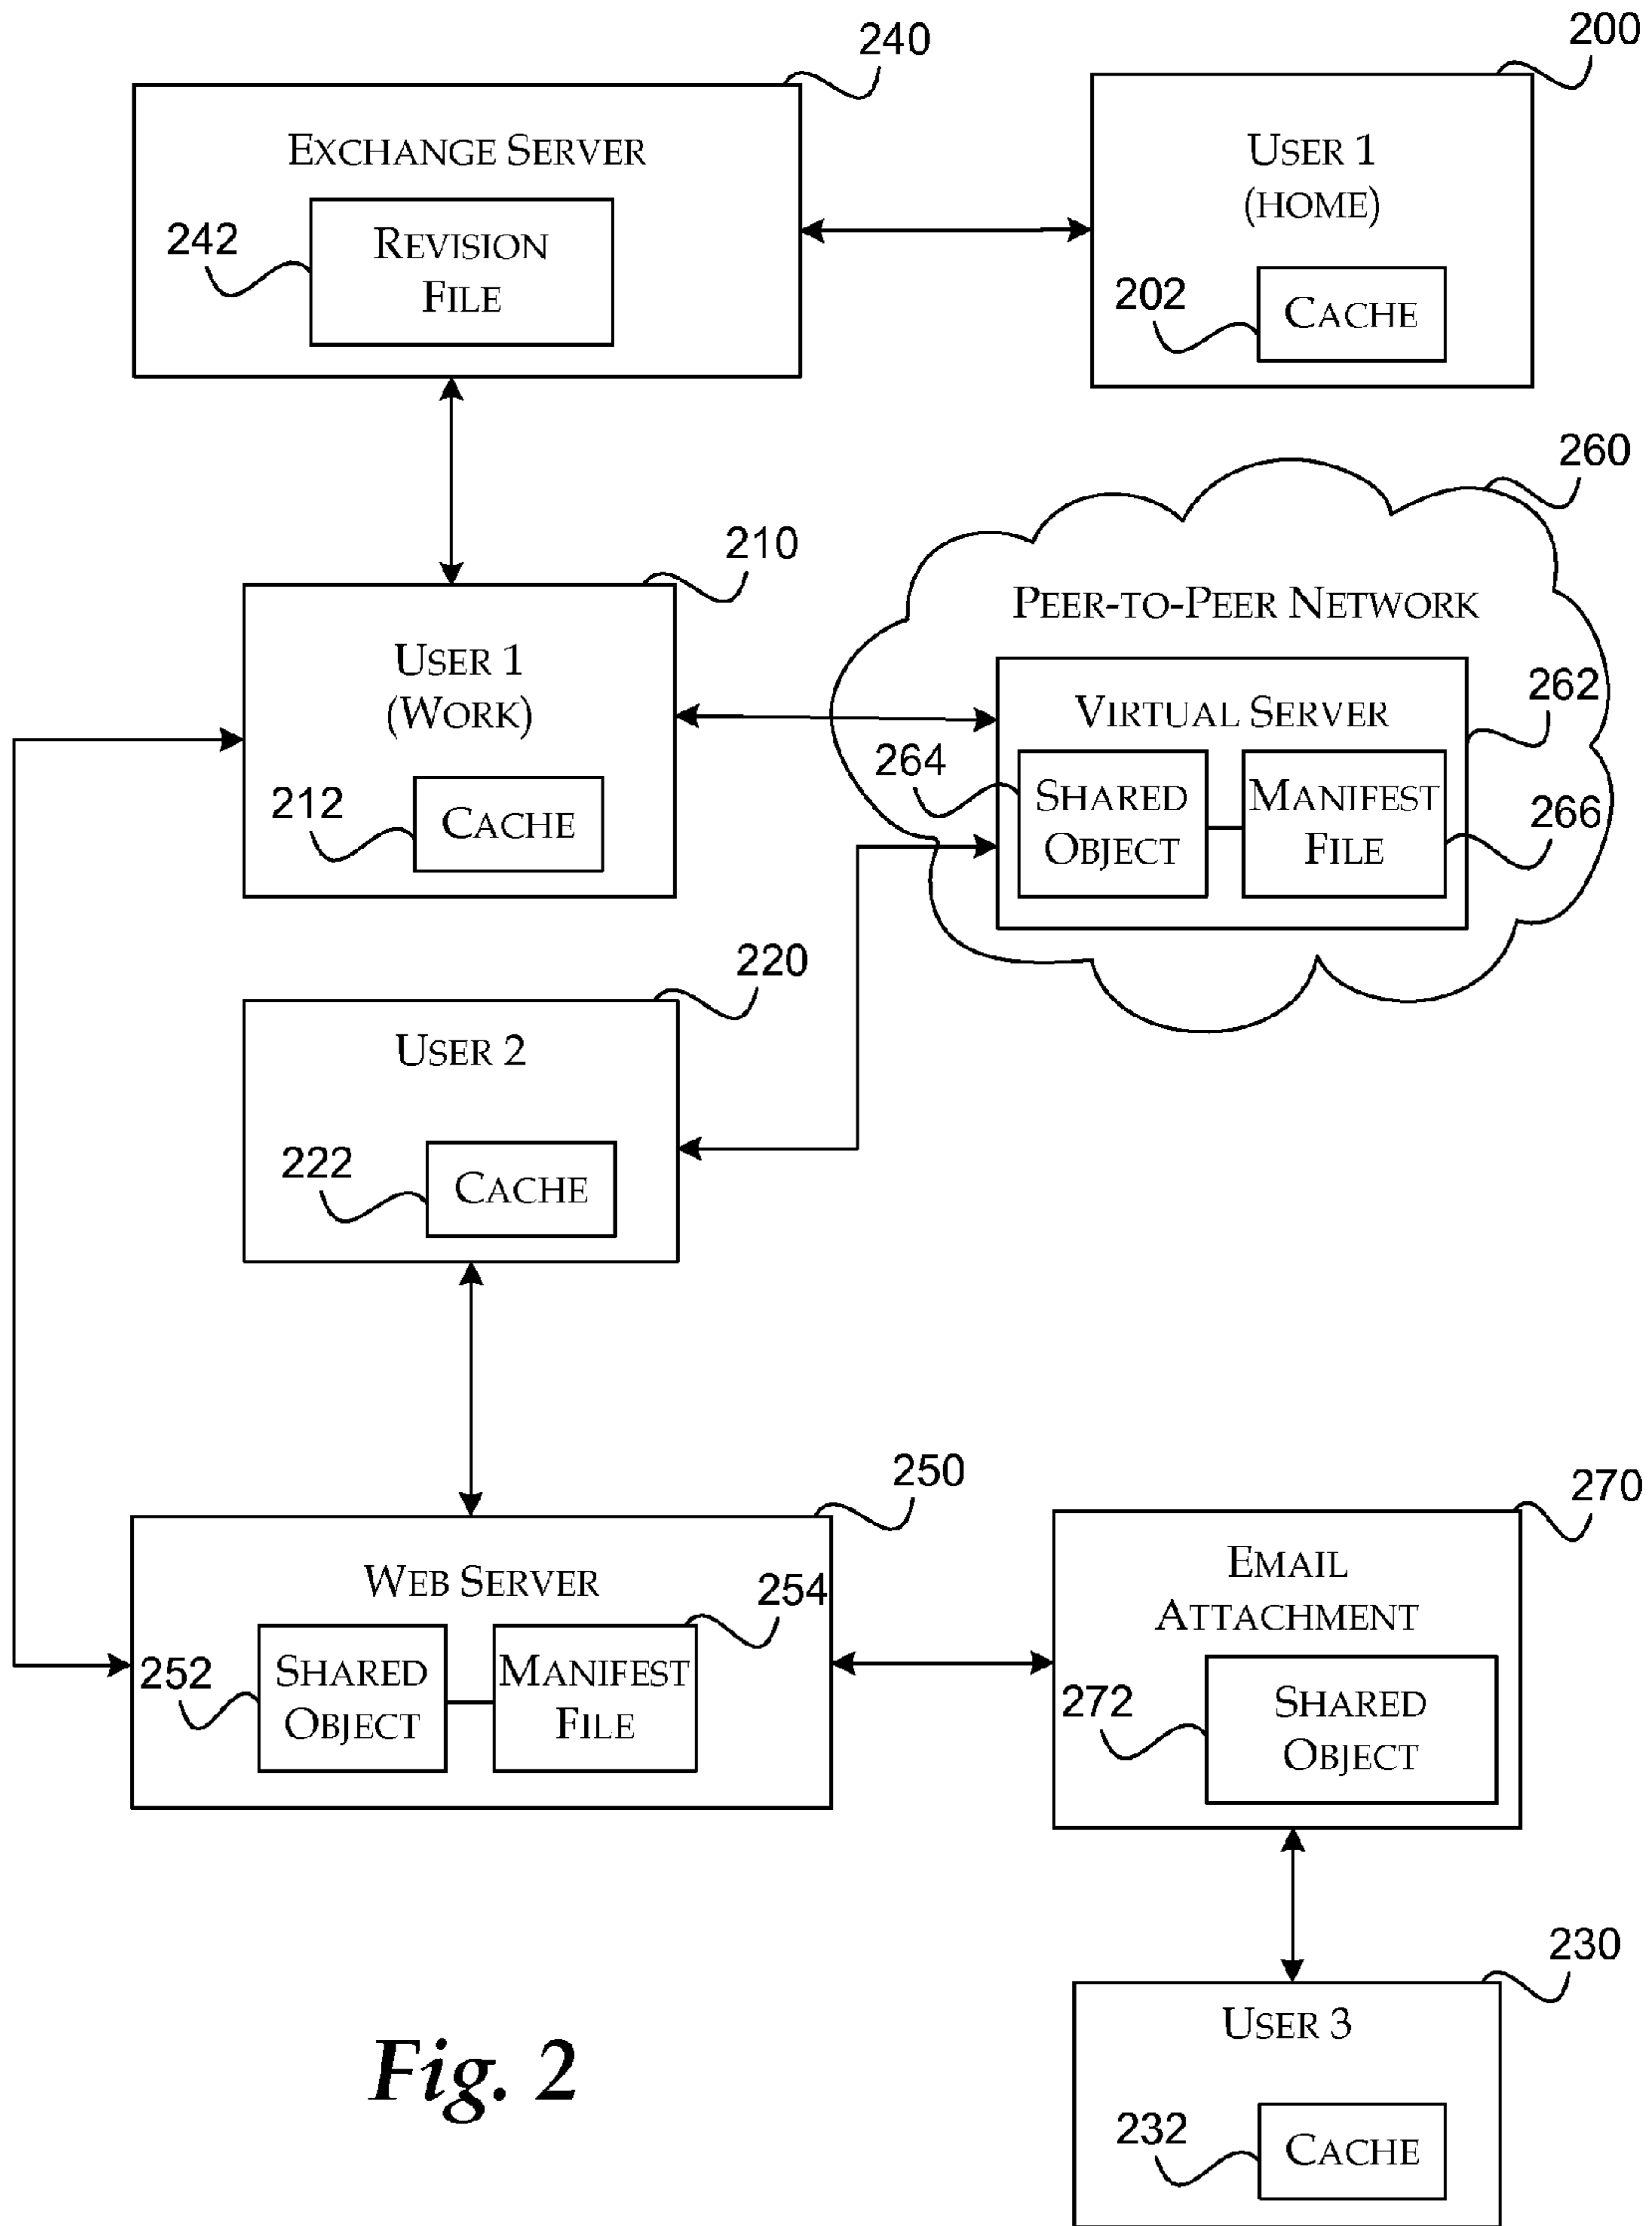 200
240
EXCHANGE SERVER
USER 1
(HOME)
242
REVISION
FILE
202
CACHE
260
210
PEER-TO-PEER NETWORK
USER 1
(WORK)
262
VIRTUAL SERVER
264
SHARED
OBJECT
MANIFEST
FILE
266
212
CACHE
220
USER 2
222
CACHE
250
270
WEB SERVER
254
EMAIL
ATTACHMENT
252
SHARED
OBJECT
MANIFEST
FILE
272
SHARED
OBJECT
230
USER 3
Fig. 2
232
CACHE